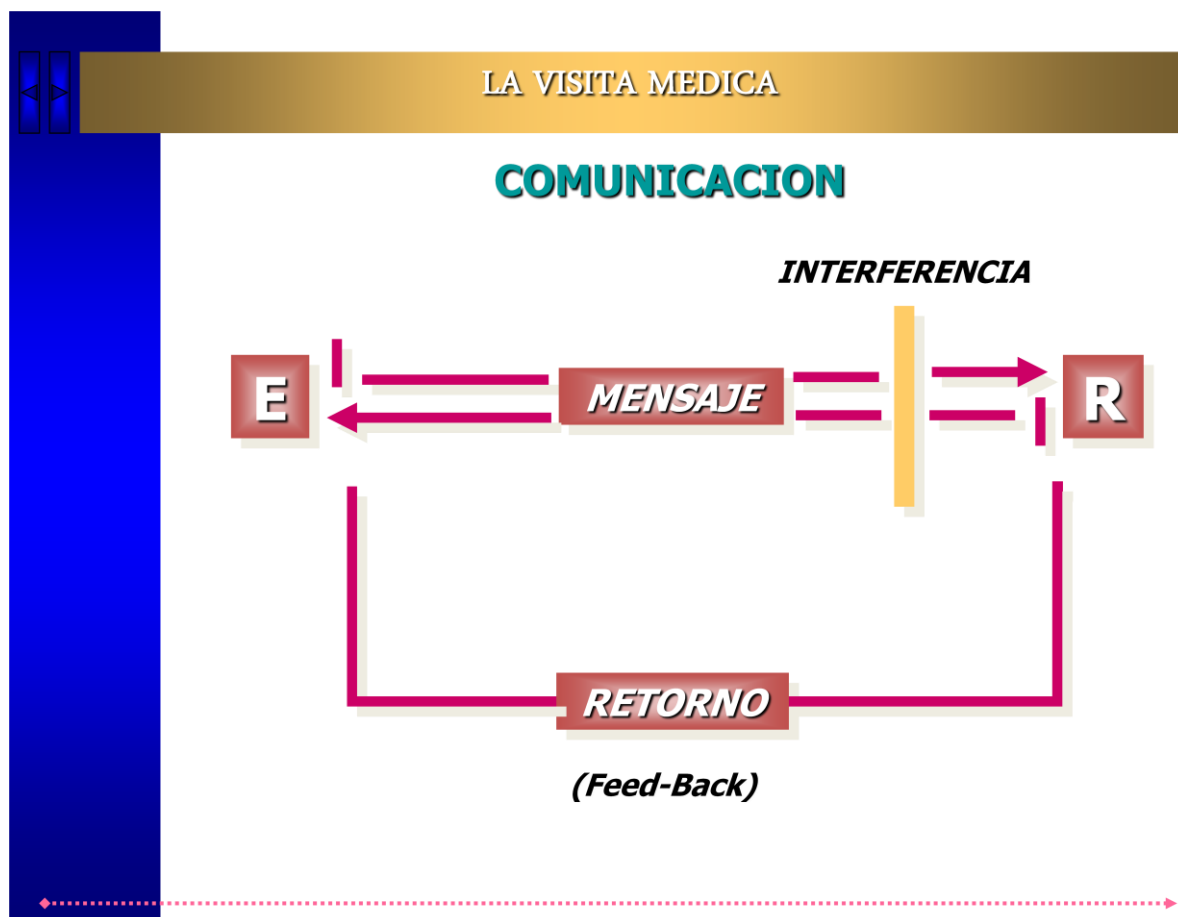 LA VISITA MEDICA
COMUNICACION
INTERFERENCIA
E
MENSAJE
R
RETORNO
(Feed-Back)